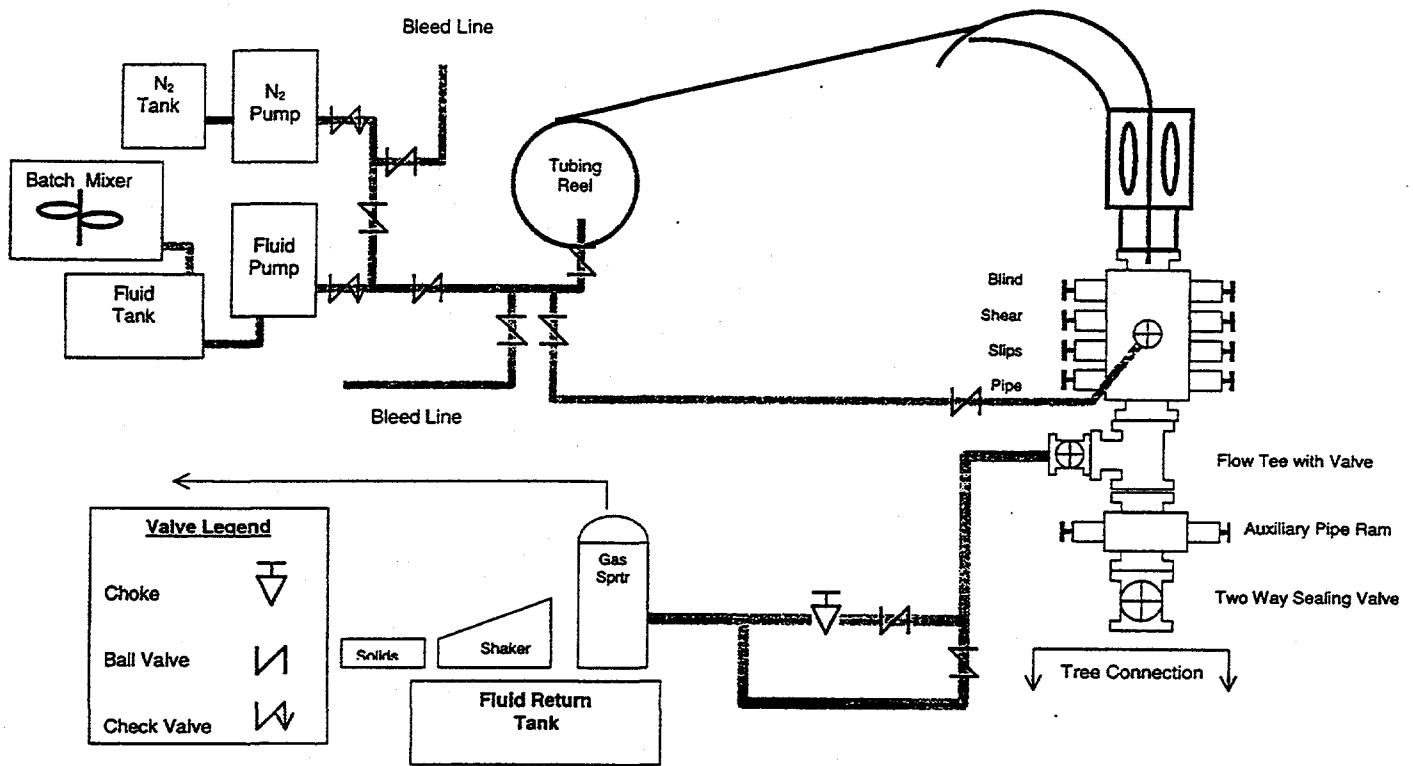 Bleed Line
N2
Tank
N2
Pump
Batch Mixer
Tubing
Reel
Fluid
Pump
Fluid
Tank
Blind
Shear
Slips
Pipe
Bleed Line
Flow Tee with Valve
Valve Legend
Choke
Ball Valve
Check Valve
Gas
Sprtr
Auxiliary Pipe Ram
Two Way Sealing Valve
Solids
Shaker
Tree Connection
Fluid Return
Tank